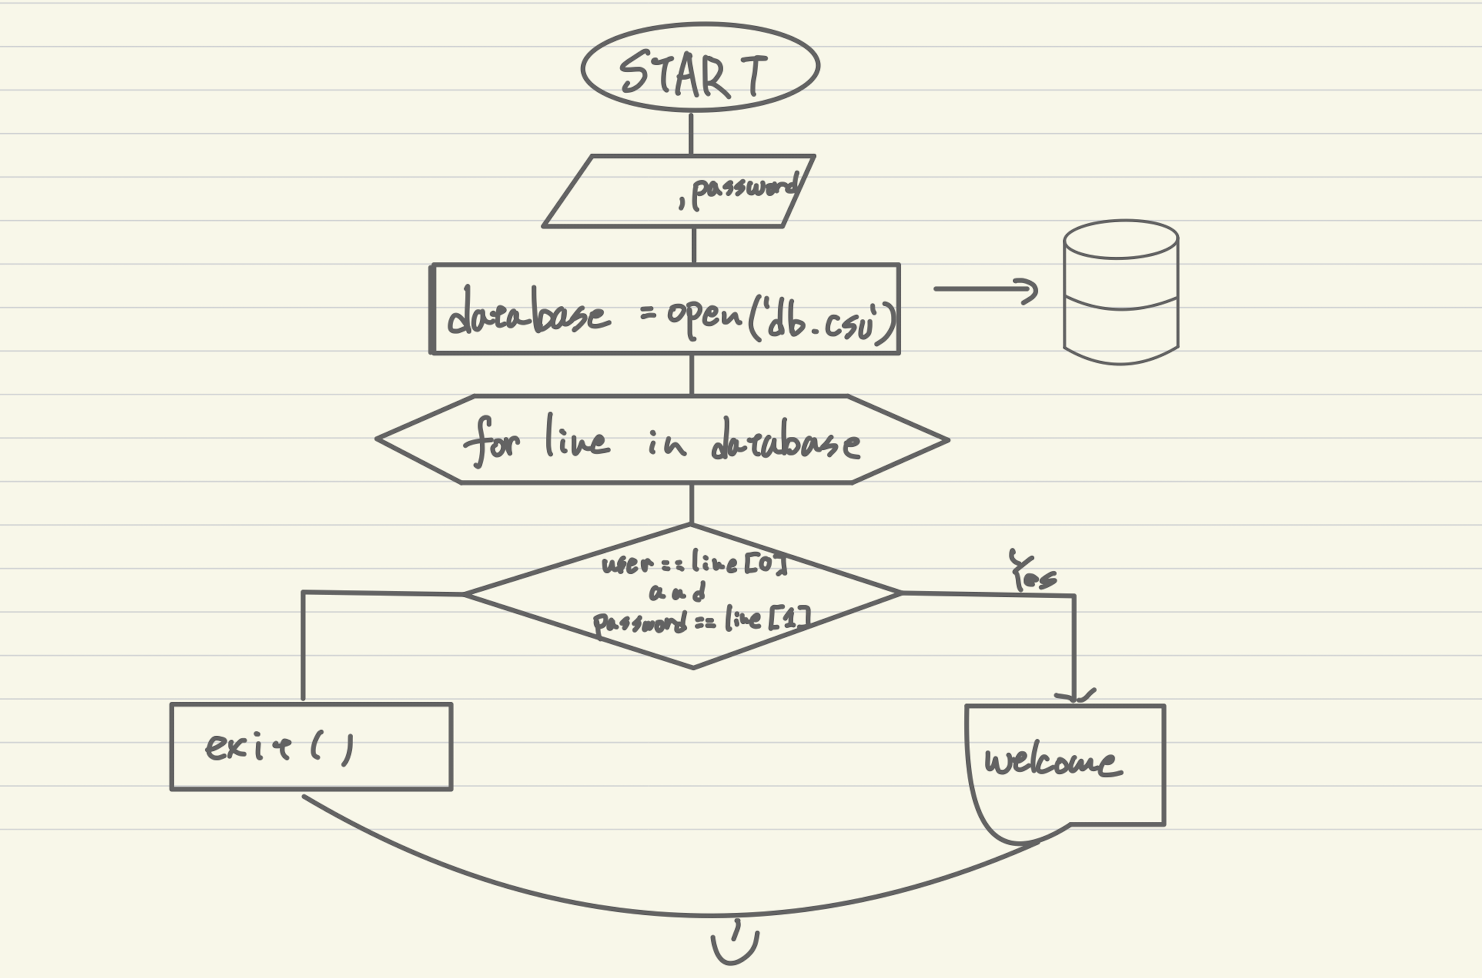 START
,password
database = open('db.csv')
for line in database
user == line[0]
and
password == line[1]
Yes
exit()
welcome